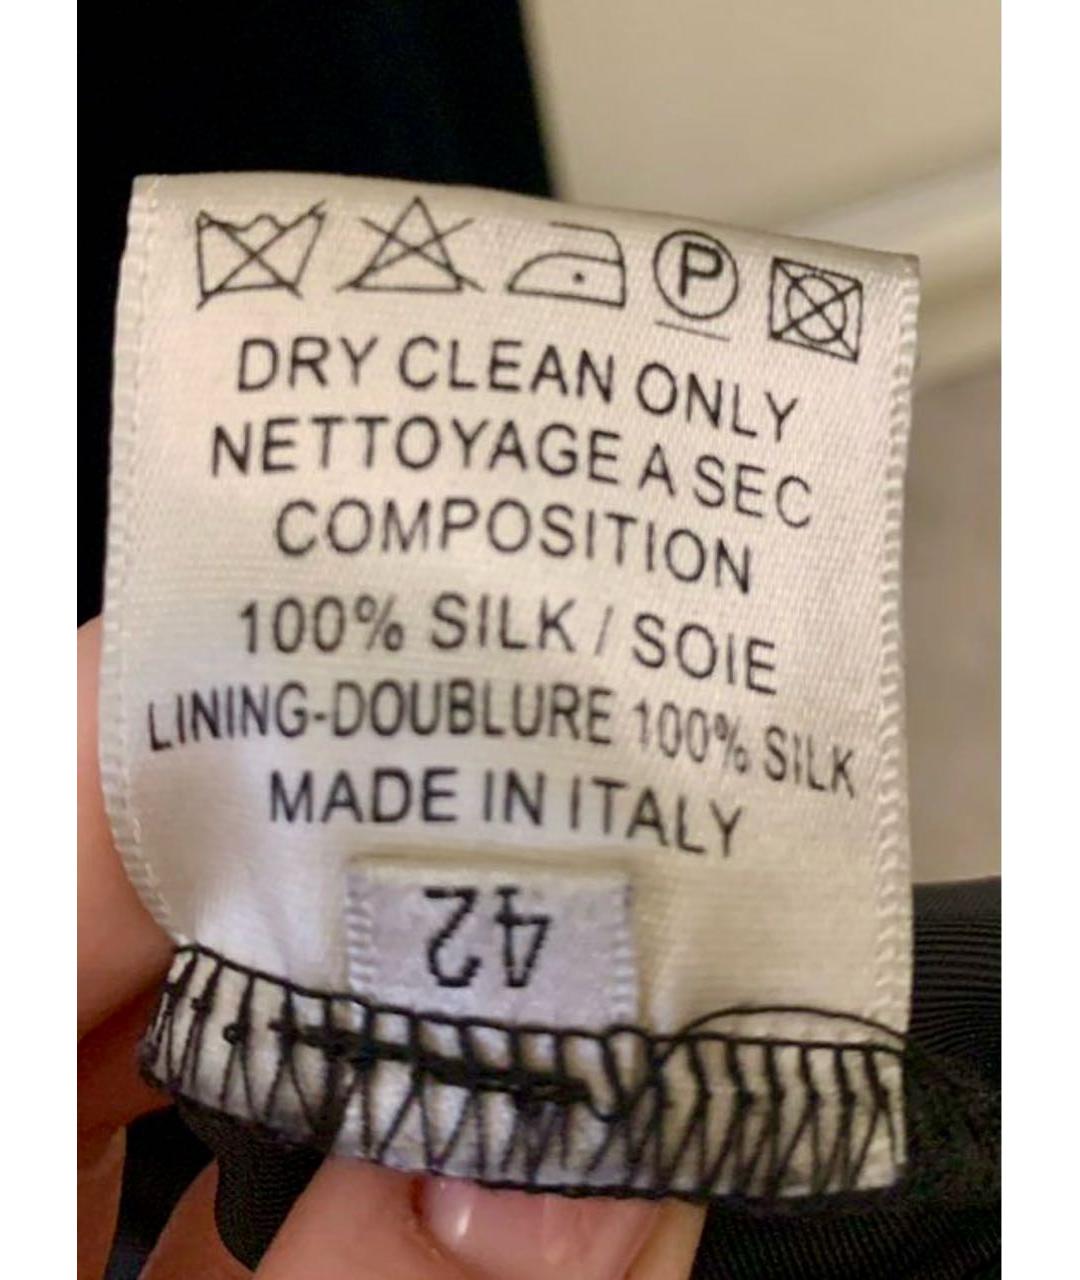 P
DRY CLEAN ONLY
NETTOYAGE A SEC
COMPOSITION
100% SILK / SOIE
LINING-DOUBLURE 100% SILK
MADE IN ITALY
42